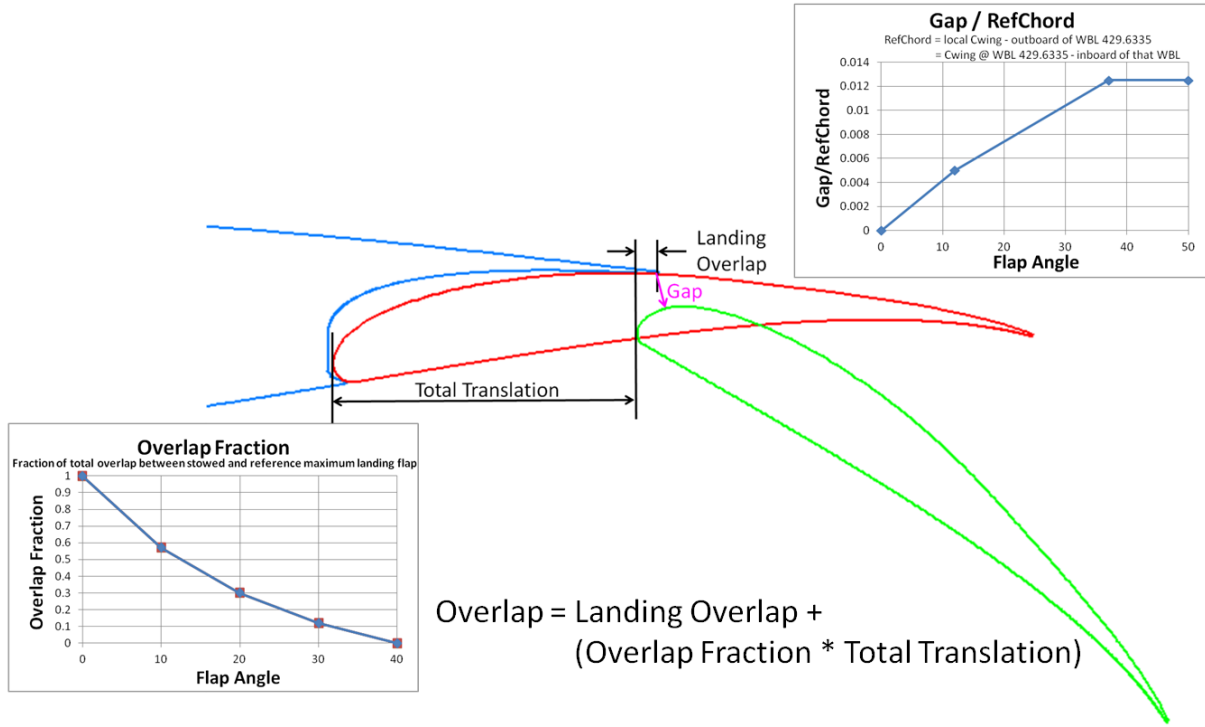 Gap / RefChord
RefChord = local Cwing - outboard of WBL 429.6335
= Cwing @ WBL 429.6335 - inboard of that WBL
0.014
0.012
0.01
0.008
0.006
0.004
0.002
0
Gap/RefChord
0 10 20 30 40 50
Flap Angle
Landing
Overlap
Gap
Total Translation
Overlap Fraction
Fraction of total overlap between stowed and reference maximum landing flap
1
0.9
0.8
0.7
0.6
0.5
0.4
0.3
0.2
0.1
0
Overlap Fraction
0 10 20 30 40
Flap Angle
Overlap = Landing Overlap +
(Overlap Fraction * Total Translation)